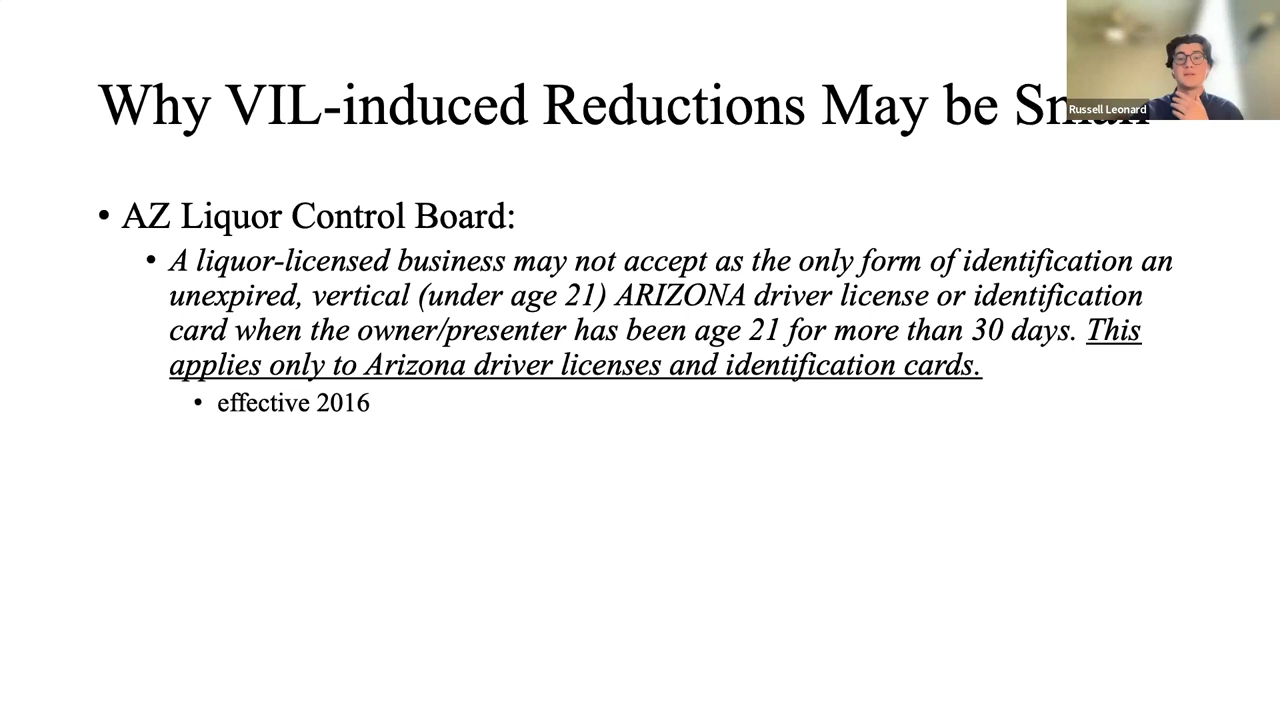 Why VIL-induced Reductions May be
Russell Leonard
• AZ Liquor Control Board:
• A liquor-licensed business may not accept as the only form of identification an
unexpired, vertical (under age 21) ARIZONA driver license or identification
card when the owner/presenter has been age 21 for more than 30 days. This
applies only to Arizona driver licenses and identification cards.
• effective 2016